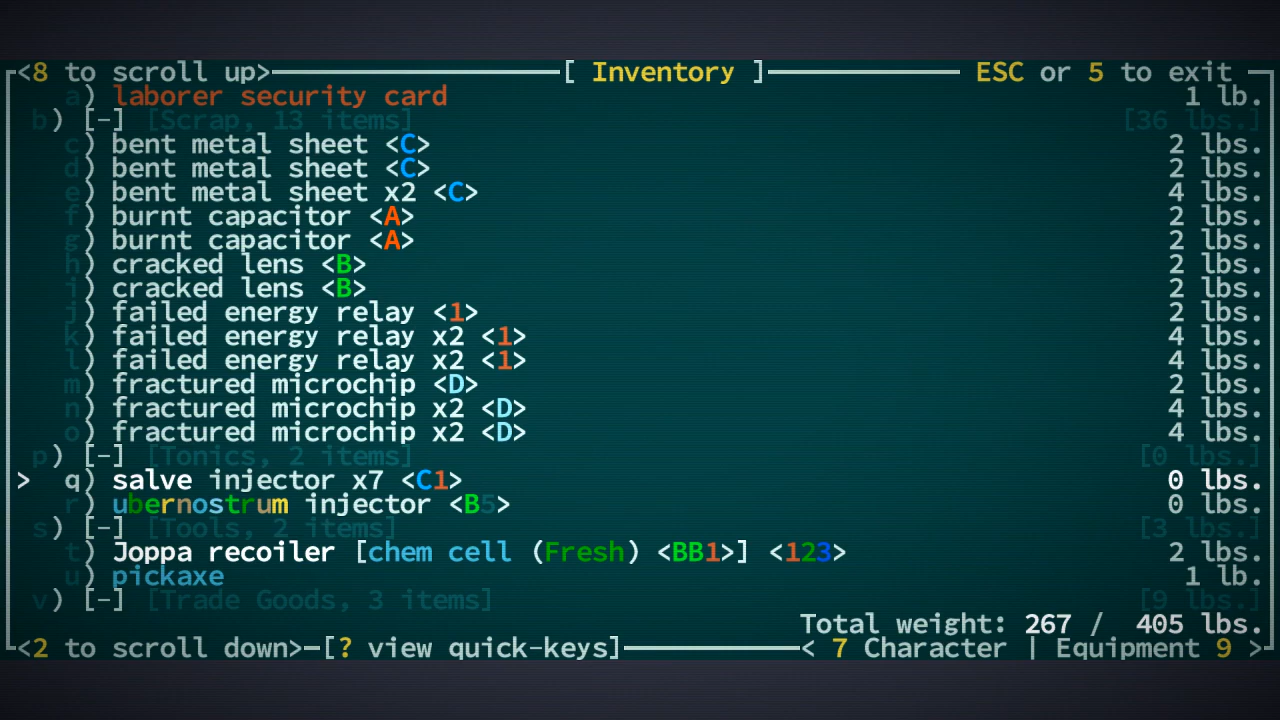 <8 to scroll up> [ Inventory ] ESC or 5 to exit
a) laborer security card 1 lb.
b) [-] [Scrap, 13 items] [36 lbs.]
c) bent metal sheet <C> 2 lbs.
d) bent metal sheet <C> 2 lbs.
e) bent metal sheet x2 <C> 4 lbs.
f) burnt capacitor <A> 2 lbs.
g) burnt capacitor <A> 2 lbs.
h) cracked lens <B> 2 lbs.
i) cracked lens <B> 2 lbs.
j) failed energy relay <1> 2 lbs.
k) failed energy relay x2 <1> 4 lbs.
l) failed energy relay x2 <1> 4 lbs.
m) fractured microchip <D> 2 lbs.
n) fractured microchip x2 <D> 4 lbs.
o) fractured microchip x2 <D> 4 lbs.
p) [-] [Tonics, 2 items] [0 lbs.]
> q) salve injector x7 <C1> 0 lbs.
r) ubernostrum injector <B5> 0 lbs.
s) [-] [Tools, 2 items] [3 lbs.]
t) Joppa recoiler [chem cell (Fresh) <BB1>] <123> 2 lbs.
u) pickaxe 1 lb.
v) [-] [Trade Goods, 3 items] [9 lbs.]
Total weight: 267 / 405 lbs.
<2 to scroll down> [? view quick-keys] < 7 Character | Equipment 9 >